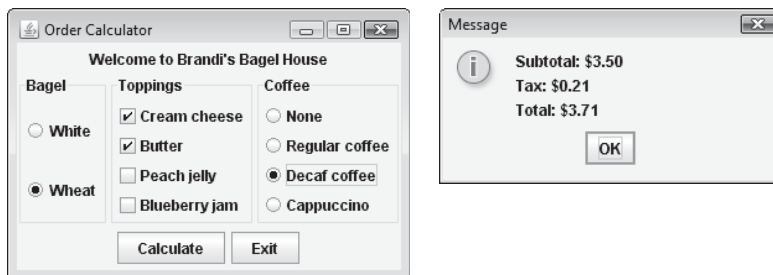 Order Calculator
Welcome to Brandi's Bagel House
Bagel
White
Wheat
Toppings
Cream cheese
Butter
Peach jelly
Blueberry jam
Coffee
None
Regular coffee
Decaf coffee
Cappuccino
Calculate
Exit
Message
i
Subtotal: $3.50
Tax: $0.21
Total: $3.71
OK